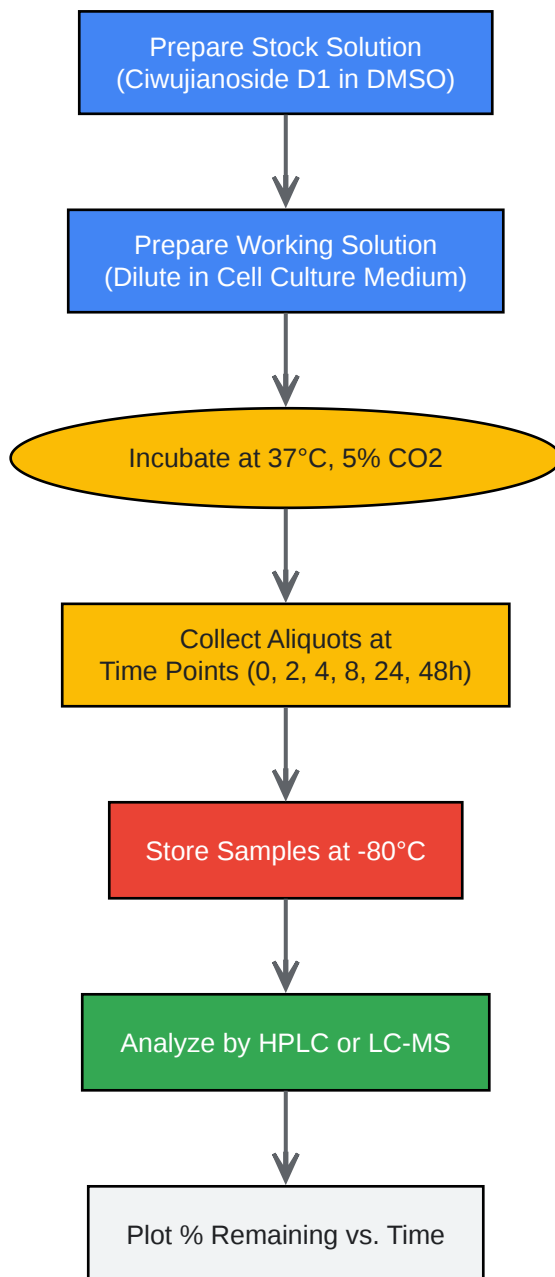 Prepare Stock Solution
(Ciwujianoside D1 in DMSO)
Prepare Working Solution
(Dilute in Cell Culture Medium)
Incubate at 37°C, 5% CO2
Collect Aliquots at
Time Points (0, 2, 4, 8, 24, 48h)
Store Samples at -80°C
Analyze by HPLC or LC-MS
Plot % Remaining vs. Time